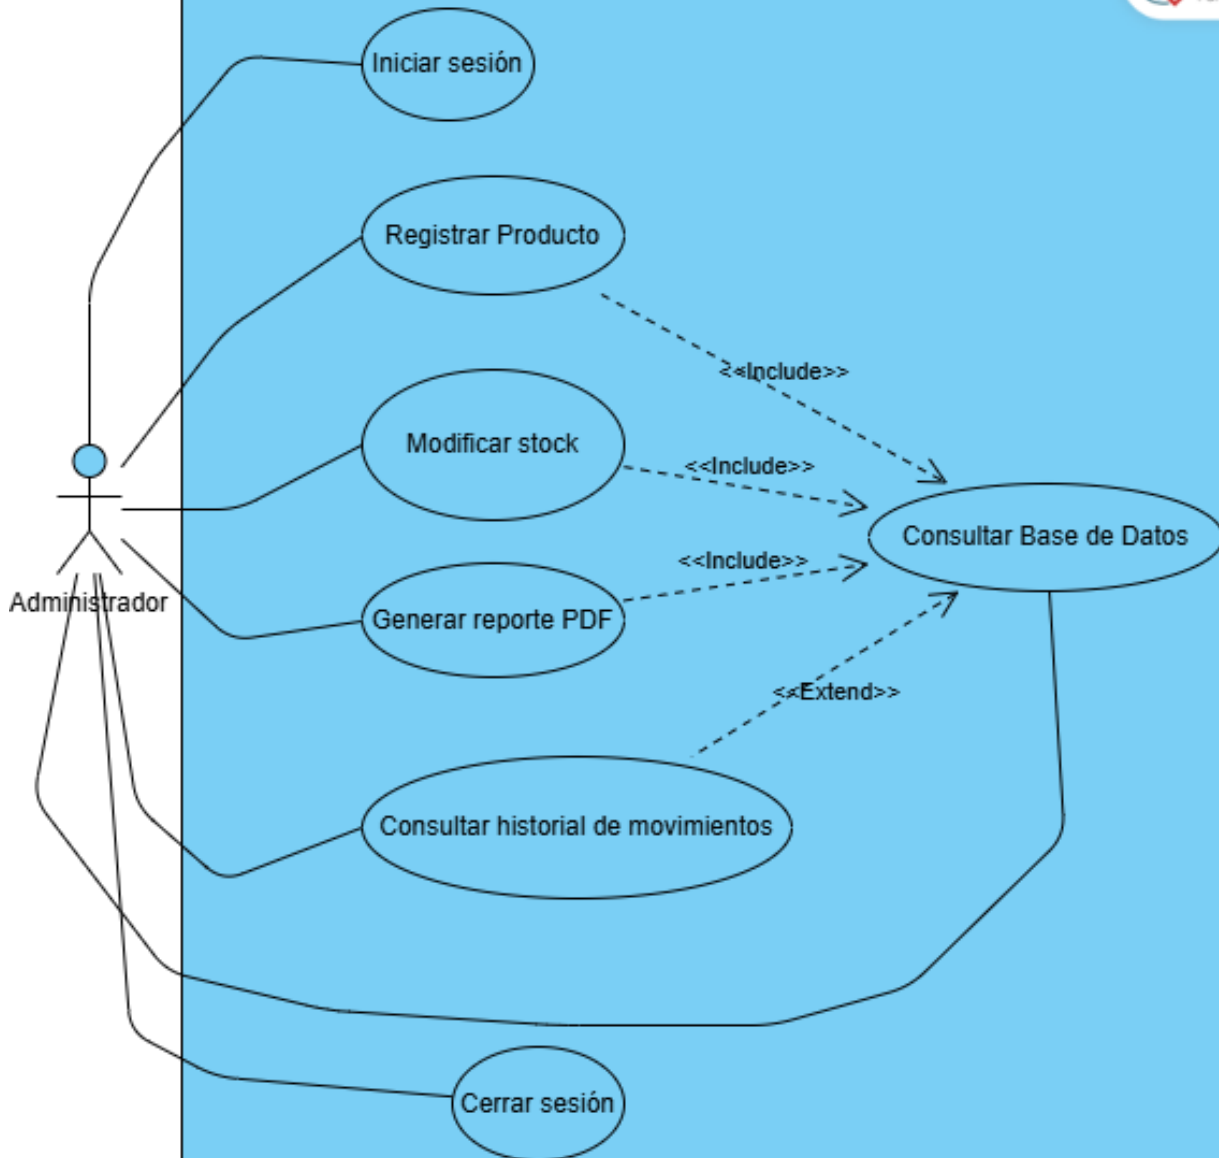 Iniciar sesión
Registrar Producto
<<Include>>
Modificar stock
<<Include>>
Consultar Base de Datos
<<Include>>
Administrador
Generar reporte PDF
<<Extend>>
Consultar historial de movimientos
Cerrar sesión